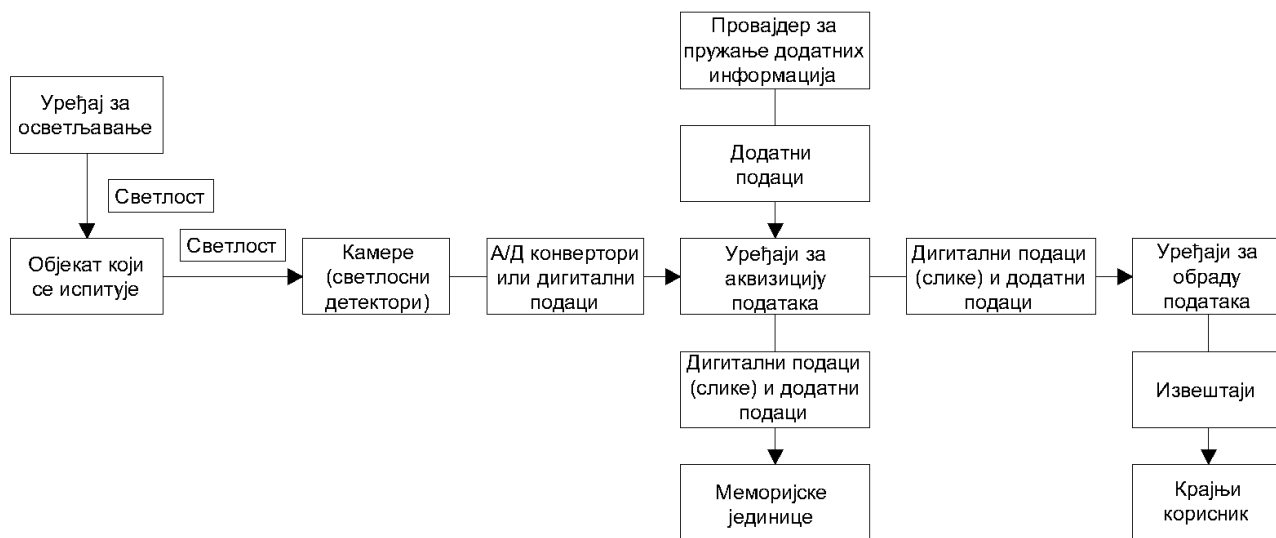 Провајдер за
пружање додатних
информација
Уређај за
осветљавање
Додатни
подаци
Светлост
Светлост
Објекат који
се испитује
Камере
(светлосни
детектори)
А/Д конвертори
или дигитални
подаци
Уређаји за
аквизицију
података
Дигитални подаци
(слике) и додатни
подаци
Уређаји за
обраду
података
Дигитални подаци
(слике) и додатни
подаци
Извештаји
Меморијске
јединице
Крајњи
корисник